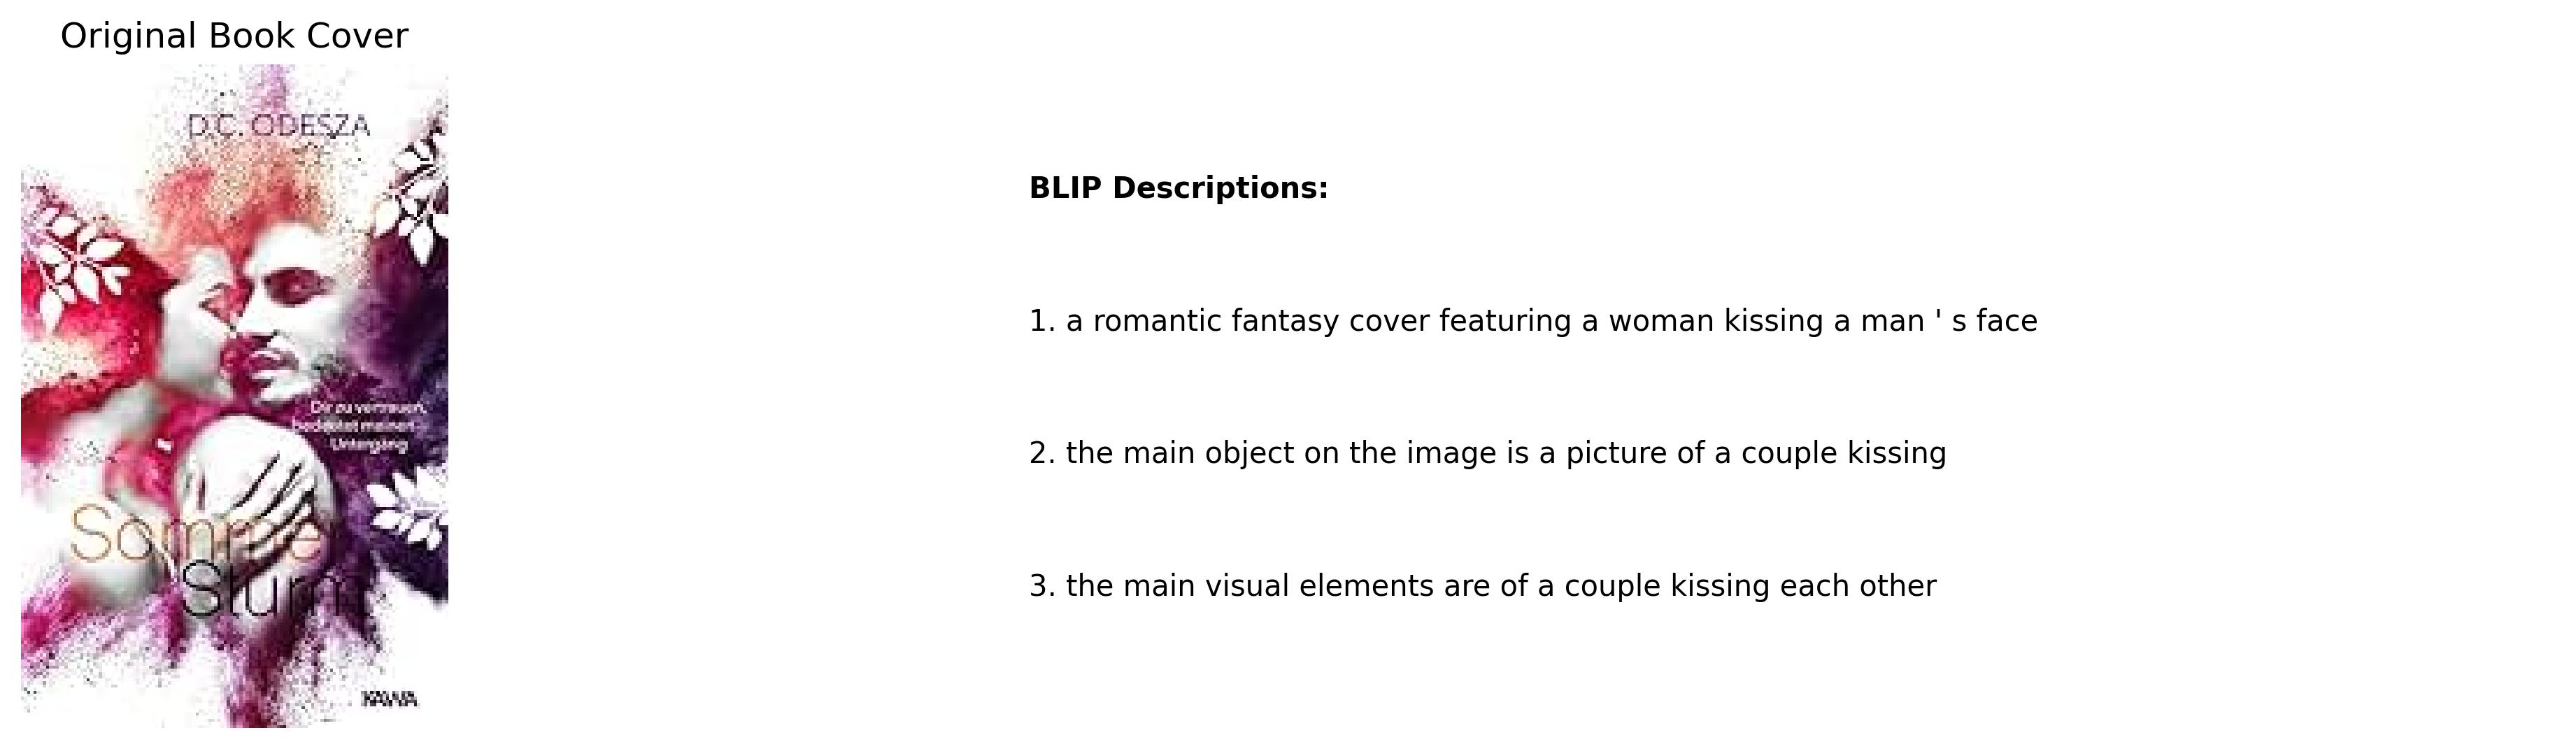 Original Book Cover
D.C. ODESZA
Dir zu vertrauen,
bedeutet meinen
Untergang
Sommer
Sturm
KAWA
BLIP Descriptions:
1. a romantic fantasy cover featuring a woman kissing a man ' s face
2. the main object on the image is a picture of a couple kissing
3. the main visual elements are of a couple kissing each other